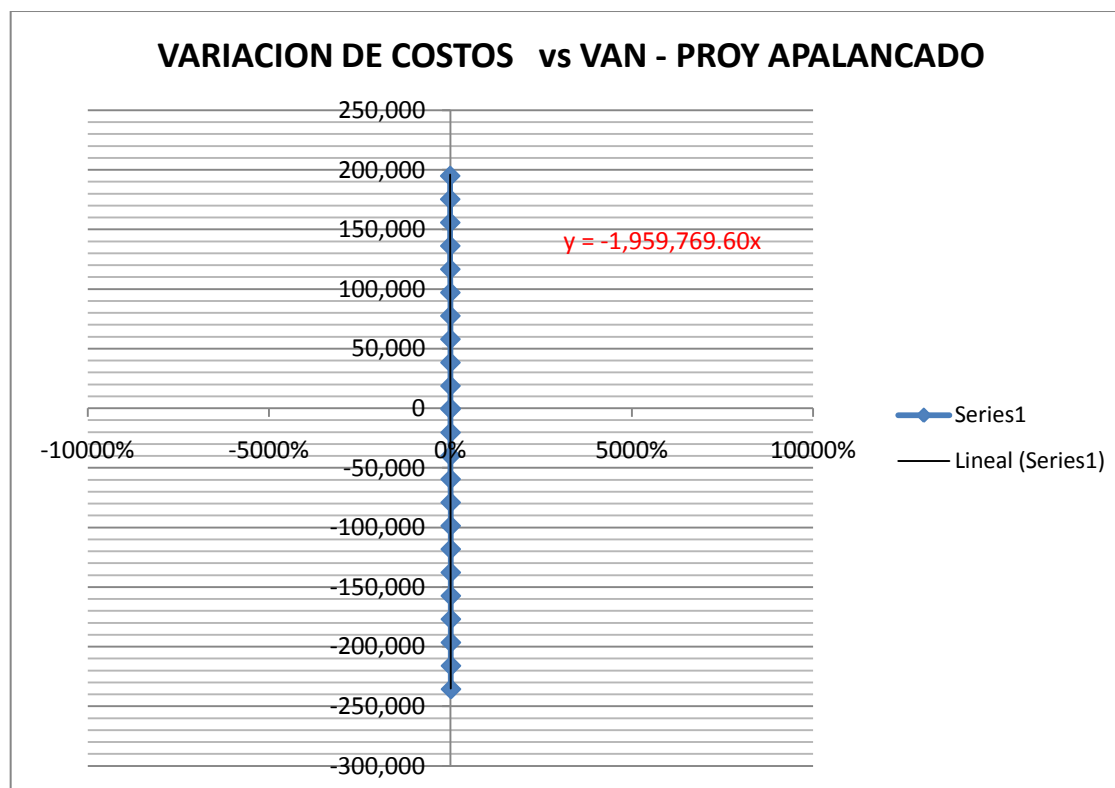 VARIACION DE COSTOS vs VAN - PROY APALANCADO
250,000
200,000
150,000
y = -1,959,769.60x
100,000
50,000
0
Series1
-10000% -5000% 0% 5000% 10000%
Lineal (Series1)
-50,000
-100,000
-150,000
-200,000
-250,000
-300,000